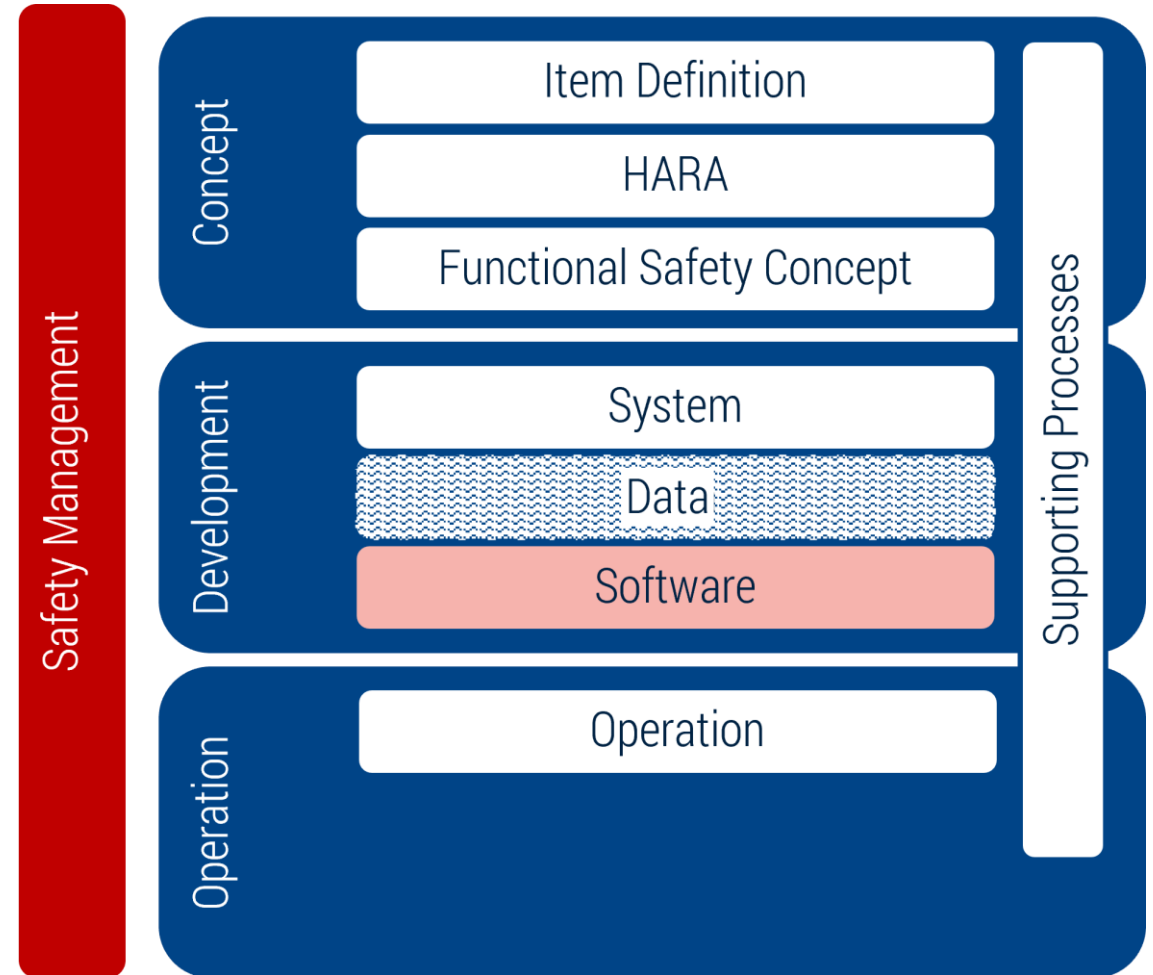 Safety Management
Concept
Item Definition
HARA
Functional Safety Concept
Development
System
Data
Software
Operation
Operation
Supporting Processes